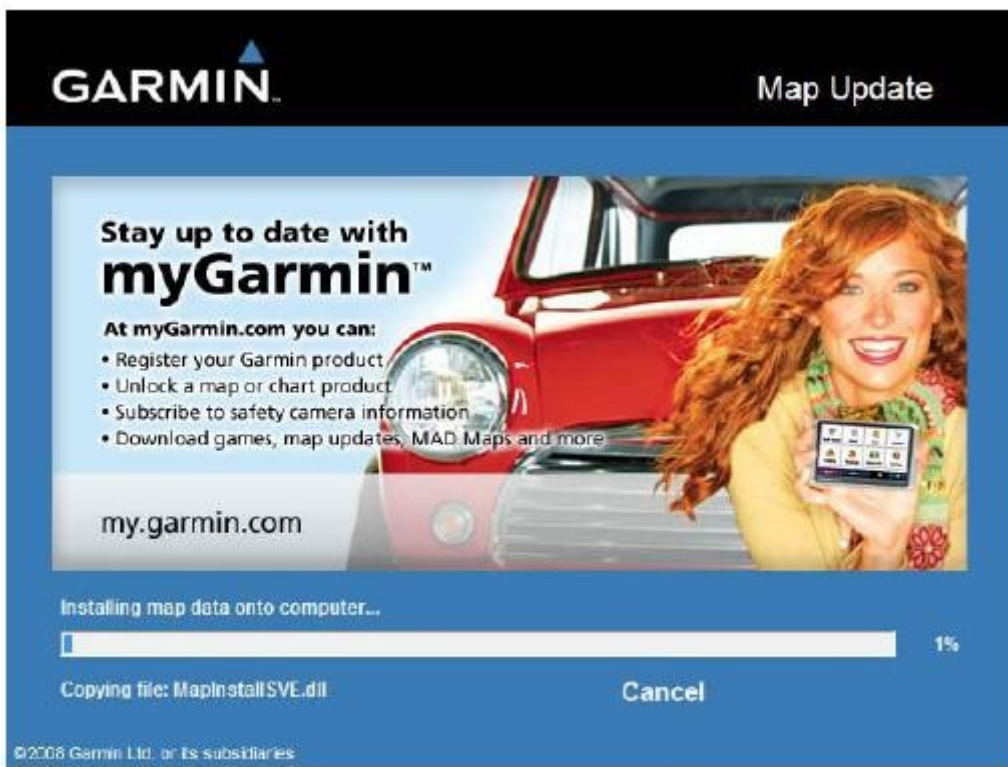 GARMIN
Map Update
Stay up to date with
myGarmin™
At myGarmin.com you can:
• Register your Garmin product
• Unlock a map or chart product
• Subscribe to safety camera information
• Download games, map updates, MAD Maps and more
my.garmin.com
Installing map data onto computer...
1%
Copying file: MapInstallSVE.dll
Cancel
©2008 Garmin Ltd. or its subsidiaries